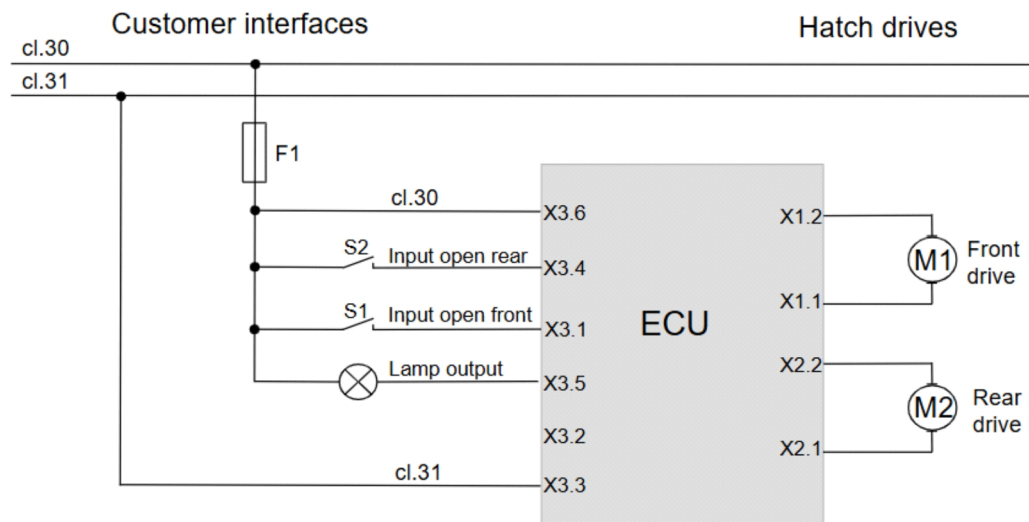 Customer interfaces
Hatch drives
cl.30
cl.31
F1
cl.30
X3.6
X1.2
S2
Input open rear
X3.4
M1
Front
drive
S1
Input open front
X3.1
X1.1
ECU
Lamp output
X3.5
X2.2
X3.2
M2
Rear
drive
X2.1
cl.31
X3.3